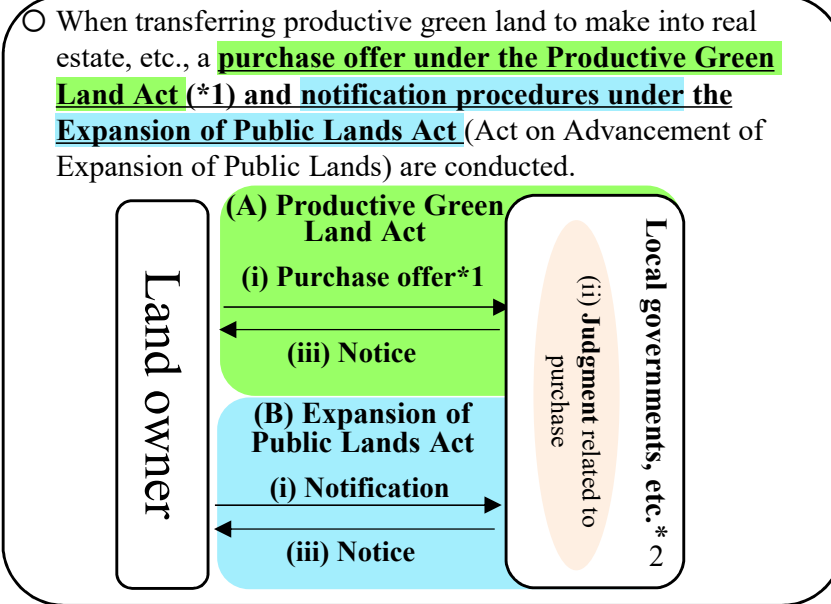 ○ When transferring productive green land to make into real
estate, etc., a purchase offer under the Productive Green
Land Act (*1) and notification procedures under the
Expansion of Public Lands Act (Act on Advancement of
Expansion of Public Lands) are conducted.
Land owner
(A) Productive Green
Land Act
(i) Purchase offer*1
(iii) Notice
(B) Expansion of
Public Lands Act
(i) Notification
(iii) Notice
Local governments, etc.*
2
(ii) Judgment related to
purchase